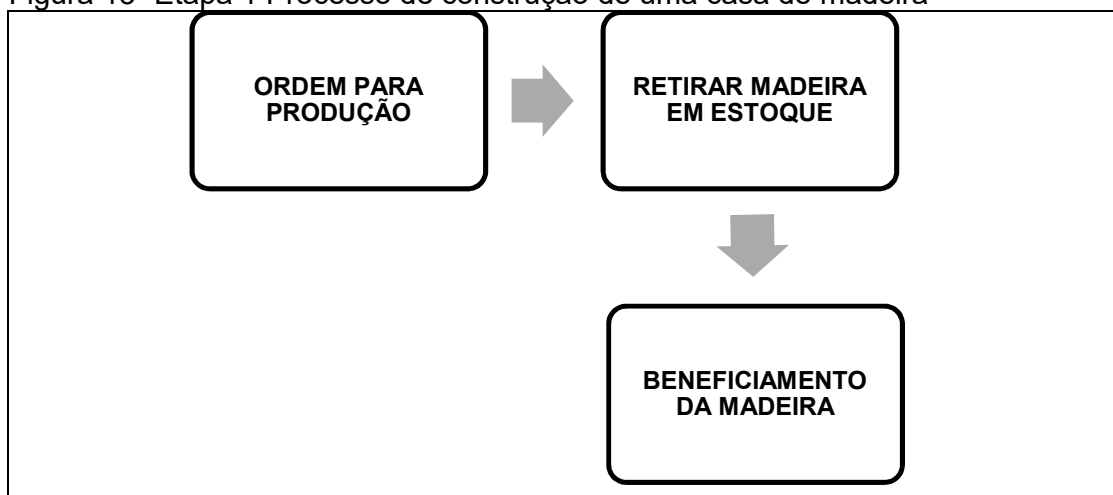 Figura 15- Etapa 1 Processo de construção de uma casa de madeira
ORDEM PARA
PRODUÇÃO
RETIRAR MADEIRA
EM ESTOQUE
BENEFICIAMENTO
DA MADEIRA